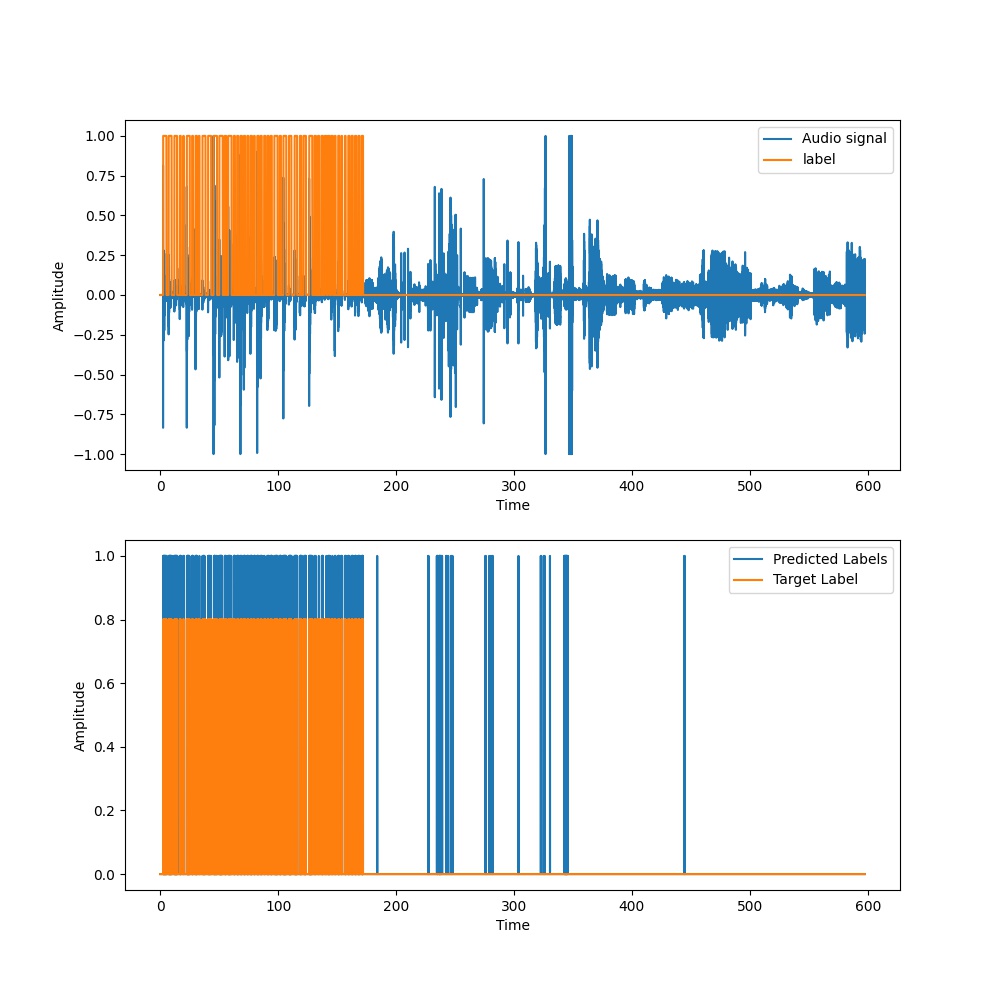 1.00
0.75
0.50
0.25
0.00
−0.25
−0.50
−0.75
−1.00
Amplitude
Audio signal
label
0 100 200 300 400 500 600
Time
1.0
0.8
0.6
0.4
0.2
0.0
Amplitude
Predicted Labels
Target Label
0 100 200 300 400 500 600
Time